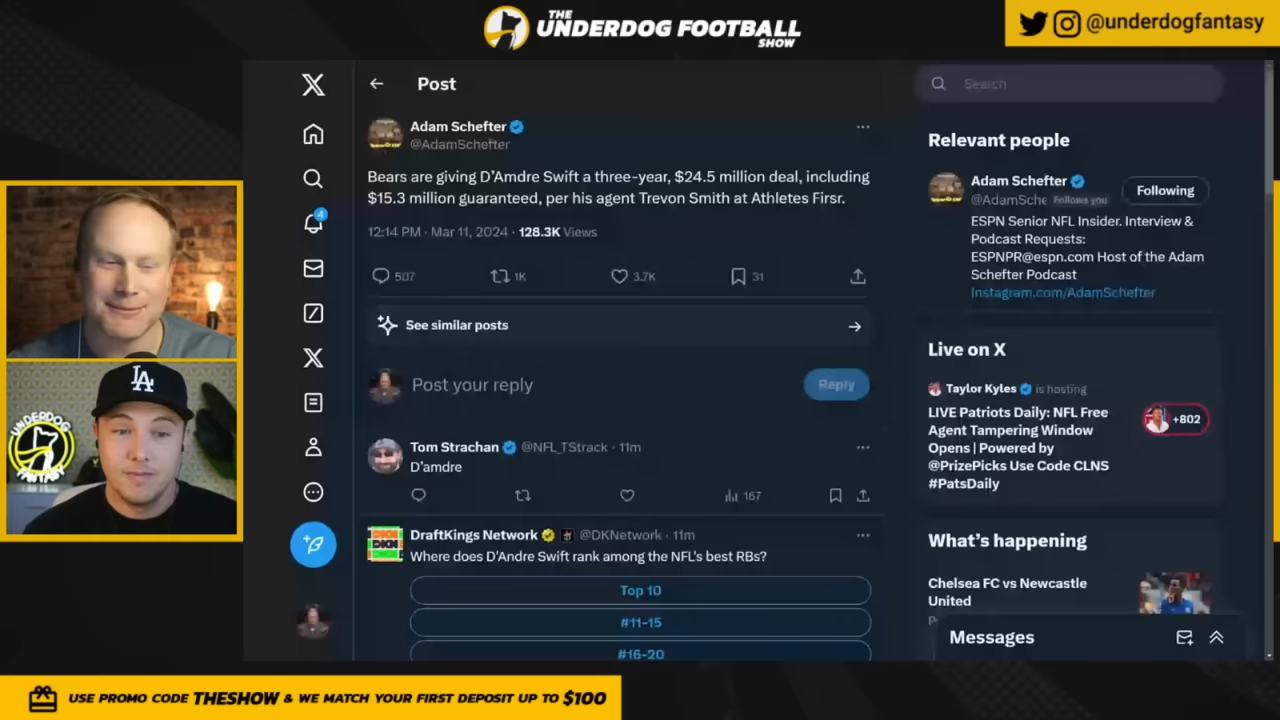 THE
UNDERDOG FOOTBALL
SHOW
@underdogfantasy
Post
Search
Adam Schefter
@AdamSchefter
Bears are giving D'Amdre Swift a three-year, $24.5 million deal, including
$15.3 million guaranteed, per his agent Trevon Smith at Athletes Firsr.
12:14 PM · Mar 11, 2024 · 128.3K Views
507 1K 3.7K 31
See similar posts
Post your reply
Reply
Tom Strachan @NFL_TStrack · 11m
D'amdre
167
DraftKings Network DKN @DKNetwork · 11m
Where does D'Andre Swift rank among the NFL's best RBs?
Top 10
#11-15
#16-20
Relevant people
Adam Schefter
@AdamSche Follows you
Following
ESPN Senior NFL Insider. Interview &
Podcast Requests:
ESPNPR@espn.com Host of the Adam
Schefter Podcast
Instagram.com/AdamSchefter
Live on X
Taylor Kyles is hosting
LIVE Patriots Daily: NFL Free
Agent Tampering Window
Opens | Powered by
@PrizePicks Use Code CLNS
#PatsDaily
+802
What's happening
Chelsea FC vs Newcastle
United
Messages
4
LA
UNDERDOG
FANTASY
USE PROMO CODE THESHOW & WE MATCH YOUR FIRST DEPOSIT UP TO $100